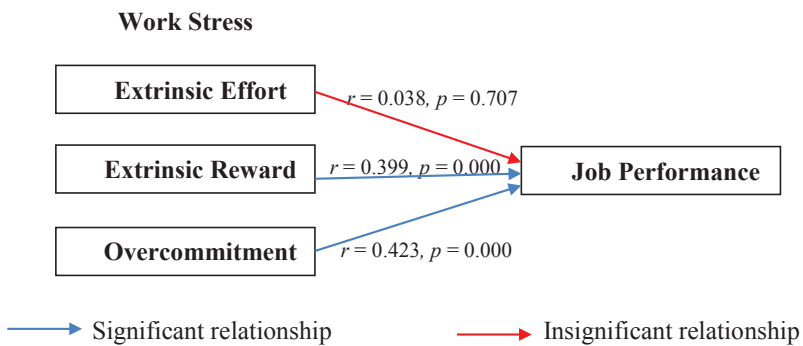 Work Stress
Extrinsic Effort
r = 0.038, p = 0.707
Extrinsic Reward
r = 0.399, p = 0.000
Job Performance
Overcommitment
r = 0.423, p = 0.000
Significant relationship
Insignificant relationship